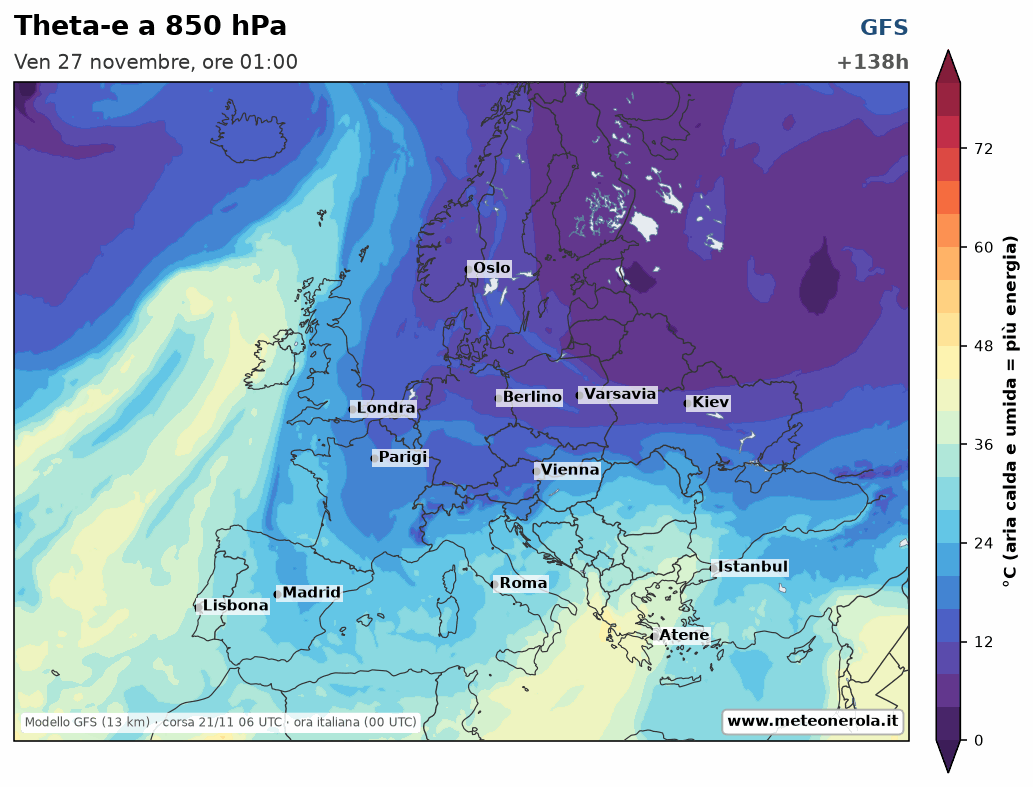 Theta-e a 850 hPa
GFS
Ven 27 novembre, ore 01:00
+138h
72
60
48
36
24
12
0
°C (aria calda e umida = più energia)
Oslo
Londra
Berlino
Varsavia
Kiev
Parigi
Vienna
Madrid
Lisbona
Roma
Istanbul
Atene
Modello GFS (13 km) · corsa 21/11 06 UTC · ora italiana (00 UTC)
www.meteonerola.it